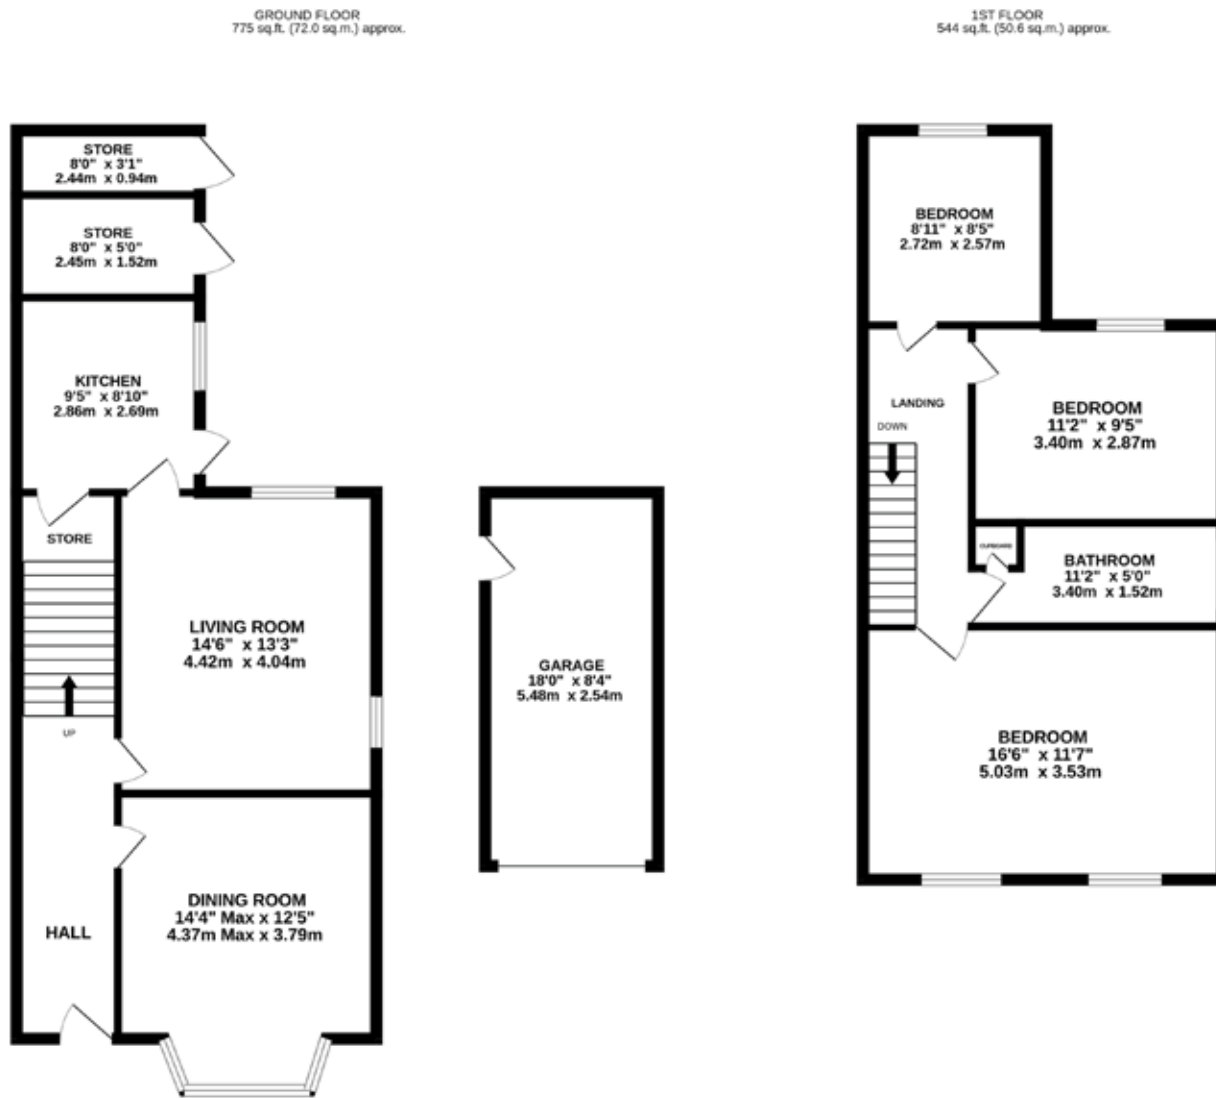 GROUND FLOOR
775 sq.ft. (72.0 sq.m.) approx.
STORE
8'0" x 3'1"
2.44m x 0.94m
STORE
8'0" x 5'0"
2.45m x 1.52m
KITCHEN
9'5" x 8'10"
2.86m x 2.69m
STORE
UP
LIVING ROOM
14'6" x 13'3"
4.42m x 4.04m
DINING ROOM
14'4" Max x 12'5"
4.37m Max x 3.79m
HALL
GARAGE
18'0" x 8'4"
5.48m x 2.54m
1ST FLOOR
544 sq.ft. (50.6 sq.m.) approx.
BEDROOM
8'11" x 8'5"
2.72m x 2.57m
LANDING
DOWN
BEDROOM
11'2" x 9'5"
3.40m x 2.87m
CUPBOARD
BATHROOM
11'2" x 5'0"
3.40m x 1.52m
BEDROOM
16'6" x 11'7"
5.03m x 3.53m